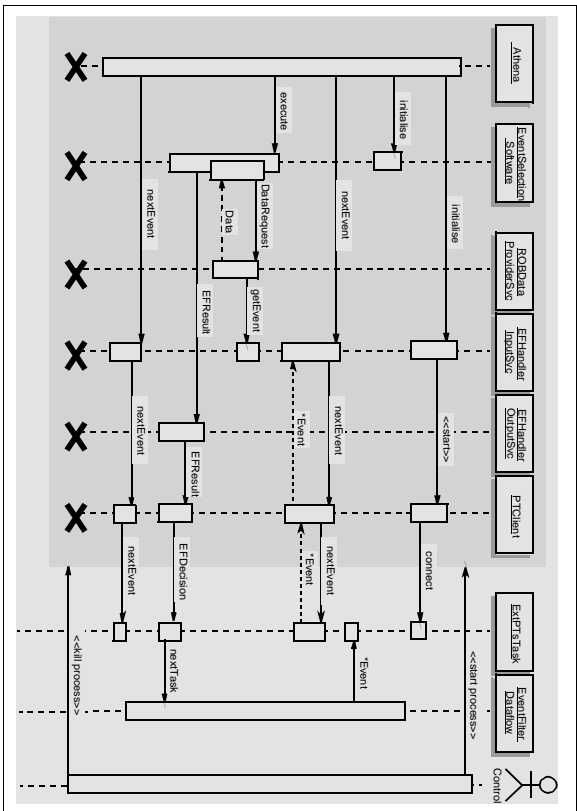 Athena
EventSelection
Software
ROBData
ProviderSvc
EFHandler
InputSvc
EFHandler
OutputSvc
PTClient
ExtPTsTask
EventFilter
Dataflow
Control
<<start process>>
initialise
<<start>>
connect
initialise
*Event
nextEvent
nextEvent
nextEvent
*Event
*Event
execute
DataRequest
getEvent
Data
EFResult
EFResult
EFDecision
nextTask
nextEvent
nextEvent
nextEvent
<<kill process>>